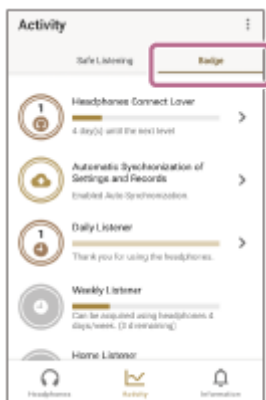 Activity
Safe Listening
Badge
1
Headphones Connect Lover
4 day(s) until the next level
Automatic Synchronization of
Settings and Records
Enabled Auto Synchronization.
1
Daily Listener
Thank you for using the headphones.
Weekly Listener
Can be acquired using headphones 4
days/week. (2 d remaining)
Home Listener
Headphones
Activity
Information